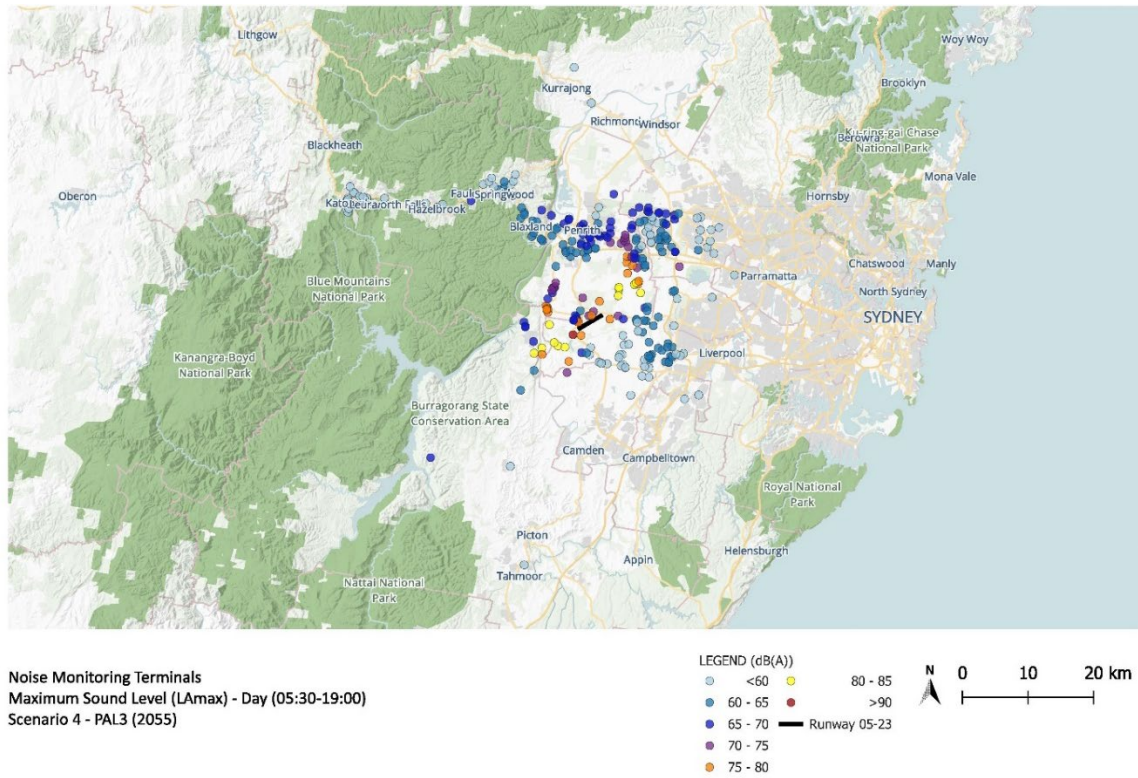 Lithgow
Woy Woy
Brooklyn
Kurrajong
Richmond
Windsor
Ku-ring-gai Chase
National Park
Berowra
Blackheath
Mona Vale
Oberon
Hornsby
Springwood
Hazelbrook
Blaxland
Penrith
Chatswood
Manly
Parramatta
Blue Mountains
National Park
North Sydney
SYDNEY
Kanangra-Boyd
National Park
Liverpool
Burragorang State
Conservation Area
Camden
Campbelltown
Royal National
Park
Picton
Appin
Helensburgh
Tahmoor
Nattai National
Park
Noise Monitoring Terminals
Maximum Sound Level (LAmax) - Day (05:30-19:00)
Scenario 4 - PAL3 (2055)
LEGEND (dB(A))
<60
60 - 65
65 - 70
70 - 75
75 - 80
80 - 85
>90
Runway 05-23
N
0 10 20 km